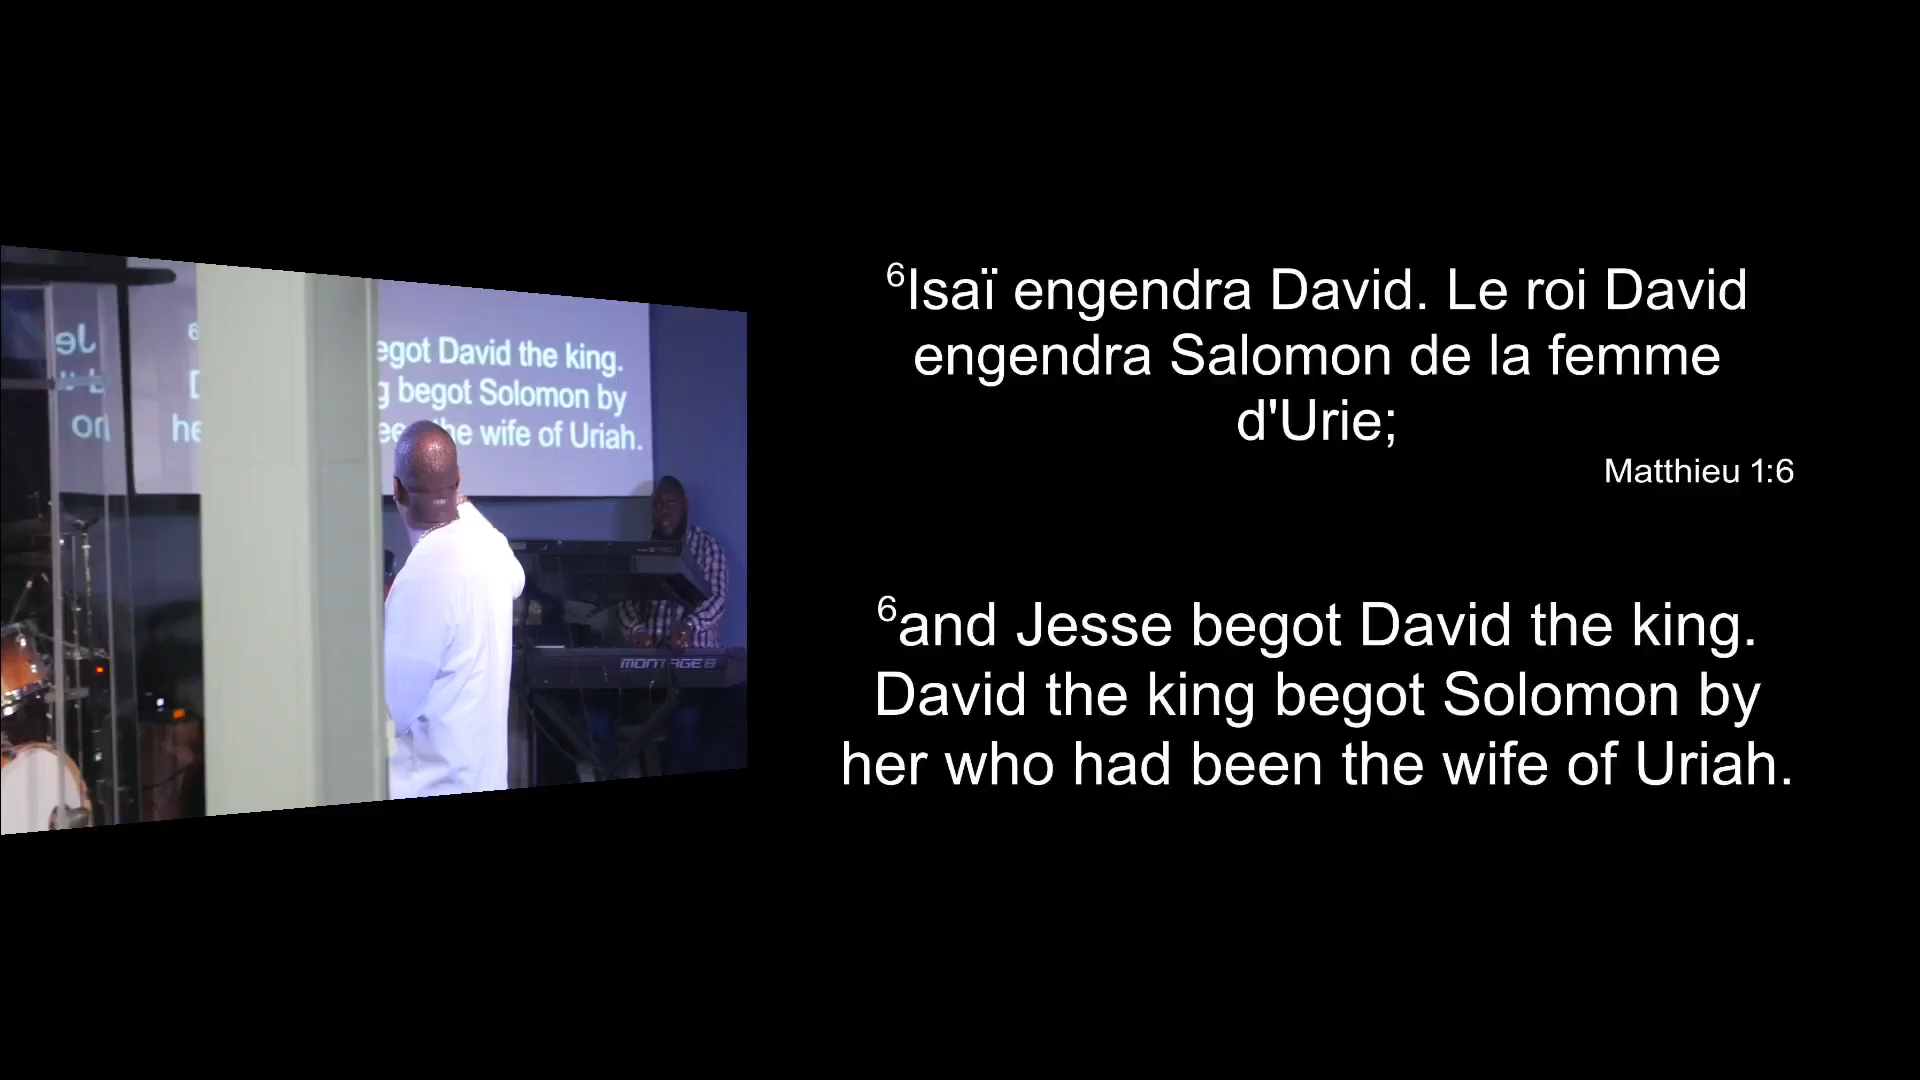 ⁶Isaï engendra David. Le roi David
engendra Salomon de la femme
d'Urie;
Matthieu 1:6
⁶and Jesse begot David the king.
David the king begot Solomon by
her who had been the wife of Uriah.
egot David the king.
g begot Solomon by
he wife of Uriah.
MONTAGE 8